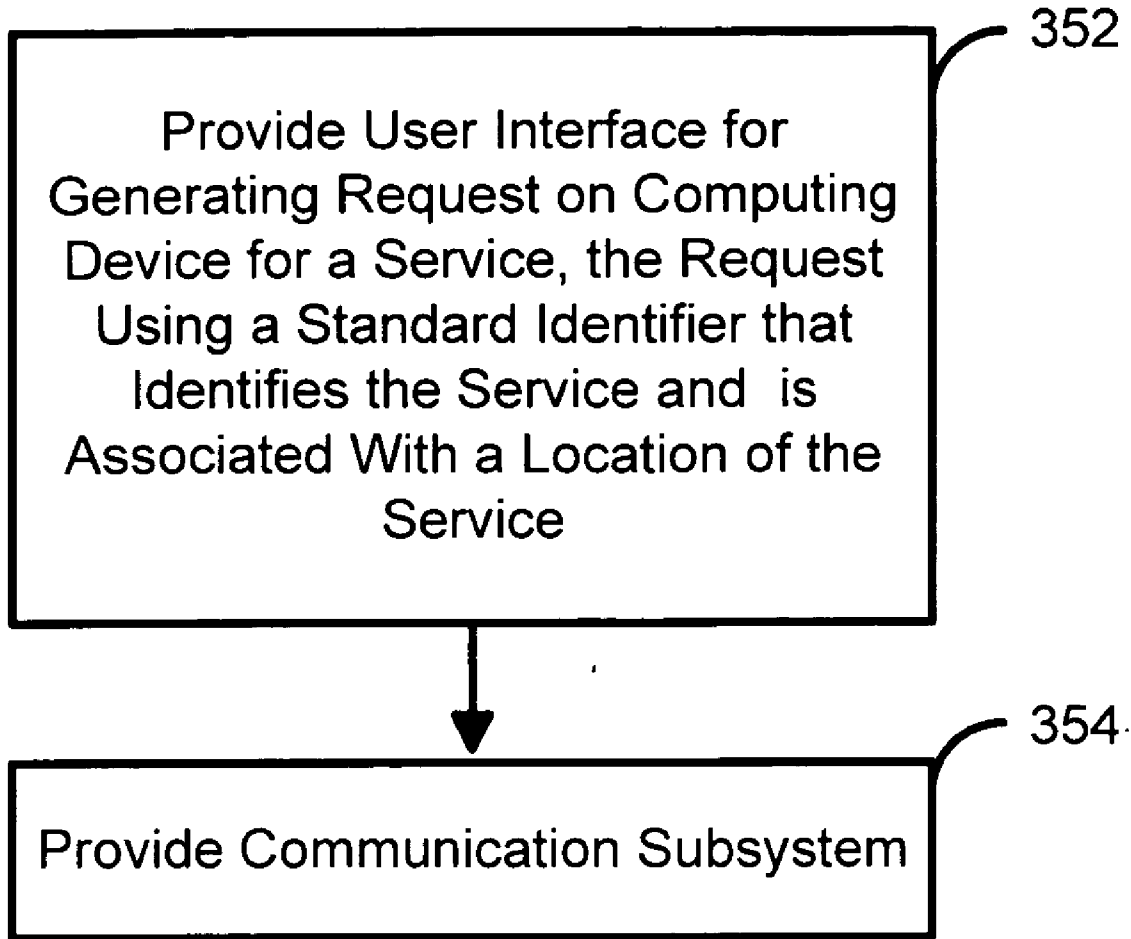 352
Provide User Interface for
Generating Request on Computing
Device for a Service, the Request
Using a Standard Identifier that
Identifies the Service and is
Associated With a Location of the
Service
354
Provide Communication Subsystem